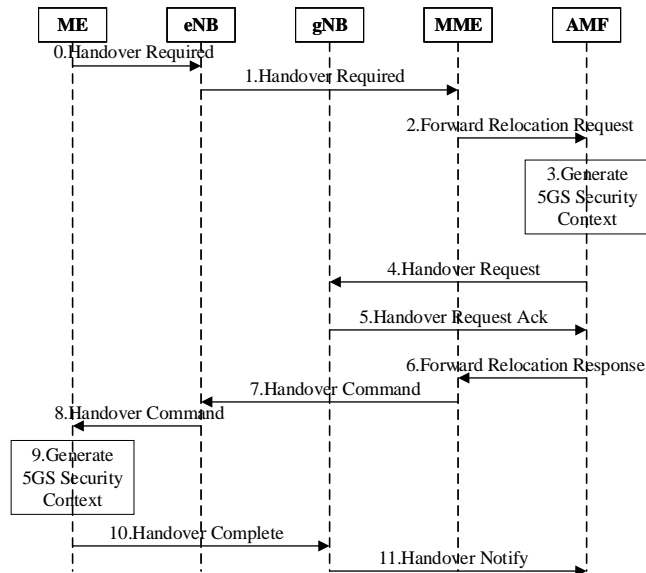 ME eNB gNB MME AMF
0.Handover Required
1.Handover Required
2.Forward Relocation Request
3.Generate
5GS Security
Context
4.Handover Request
5.Handover Request Ack
6.Forward Relocation Response
7.Handover Command
8.Handover Command
9.Generate
5GS Security
Context
10.Handover Complete
11.Handover Notify